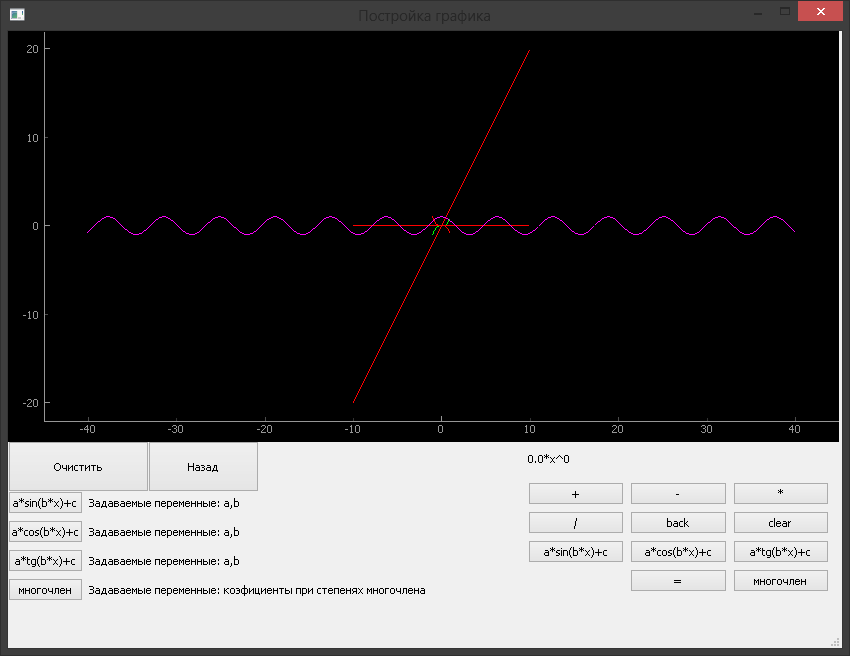 Постройка графика
20
10
0
-10
-20
-40 -30 -20 -10 0 10 20 30 40
Очистить Назад
a*sin(b*x)+c Задаваемые переменные: a,b
a*cos(b*x)+c Задаваемые переменные: a,b
a*tg(b*x)+c Задаваемые переменные: a,b
многочлен Задаваемые переменные: коэфициенты при степенях многочлена
0.0*x^0
+ - *
/ back clear
a*sin(b*x)+c a*cos(b*x)+c a*tg(b*x)+c
= многочлен